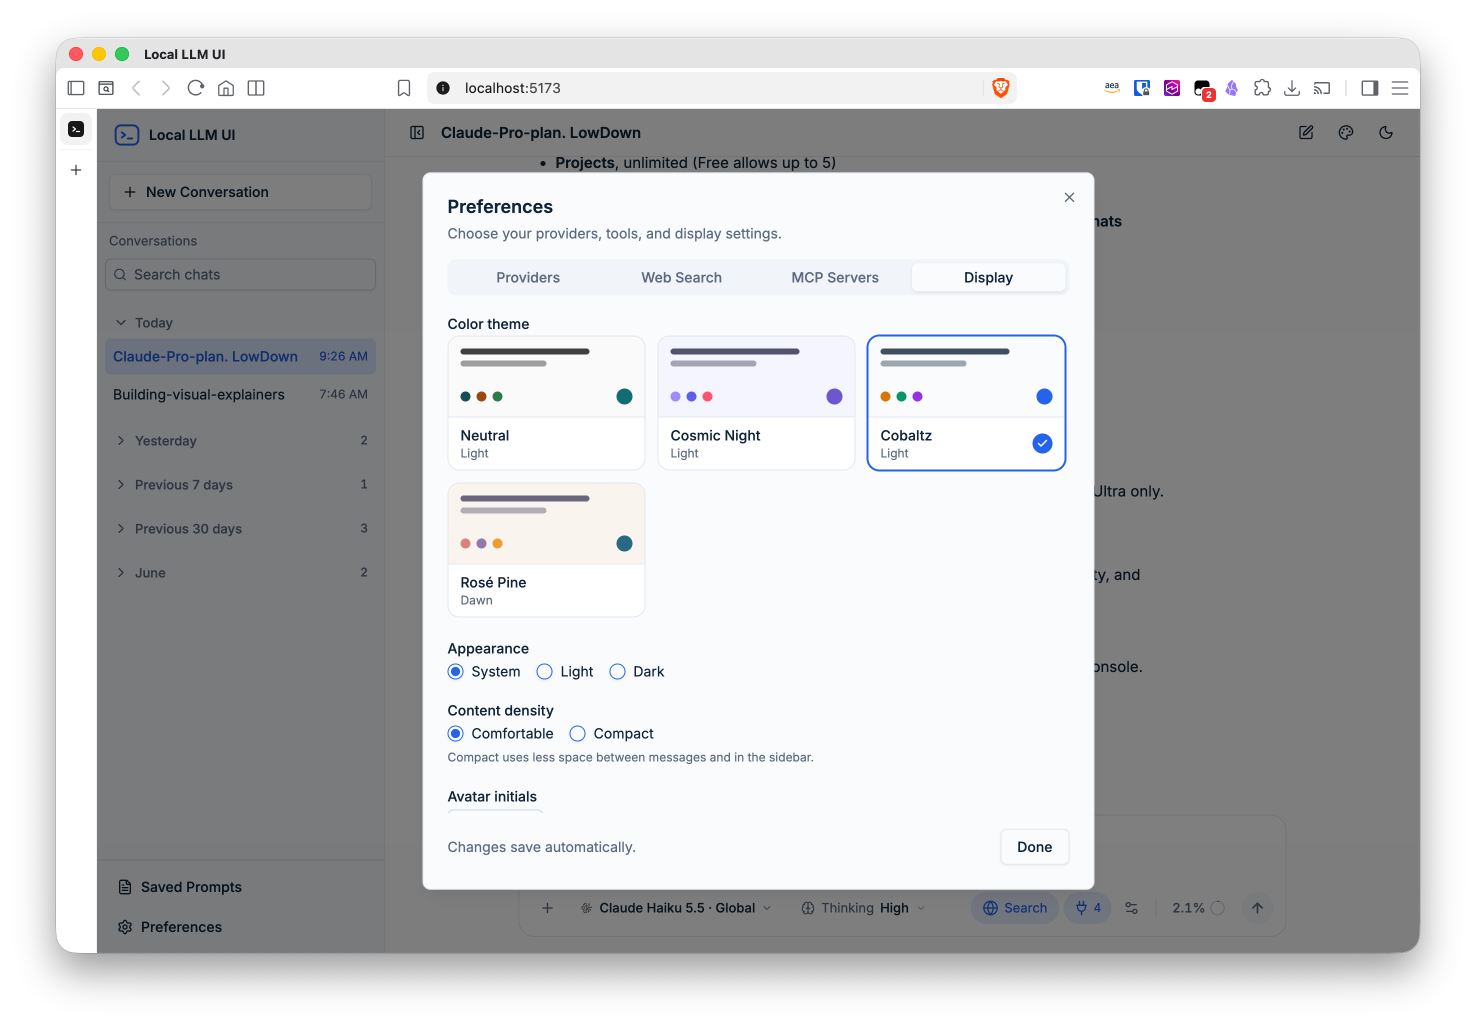 Local LLM UI
localhost:5173
aea
2
Local LLM UI
Claude-Pro-plan. LowDown
New Conversation
Conversations
Search chats
Today
Claude-Pro-plan. LowDown 9:26 AM
Building-visual-explainers 7:46 AM
Yesterday 2
Previous 7 days 1
Previous 30 days 3
June 2
Saved Prompts
Preferences
• Projects, unlimited (Free allows up to 5)
hats
Ultra only.
ty, and
onsole.
Preferences
Choose your providers, tools, and display settings.
Providers Web Search MCP Servers Display
Color theme
Neutral
Light
Cosmic Night
Light
Cobaltz
Light
Rosé Pine
Dawn
Appearance
System Light Dark
Content density
Comfortable Compact
Compact uses less space between messages and in the sidebar.
Avatar initials
Changes save automatically. Done
Claude Haiku 5.5 · Global Thinking High Search 4 2.1%